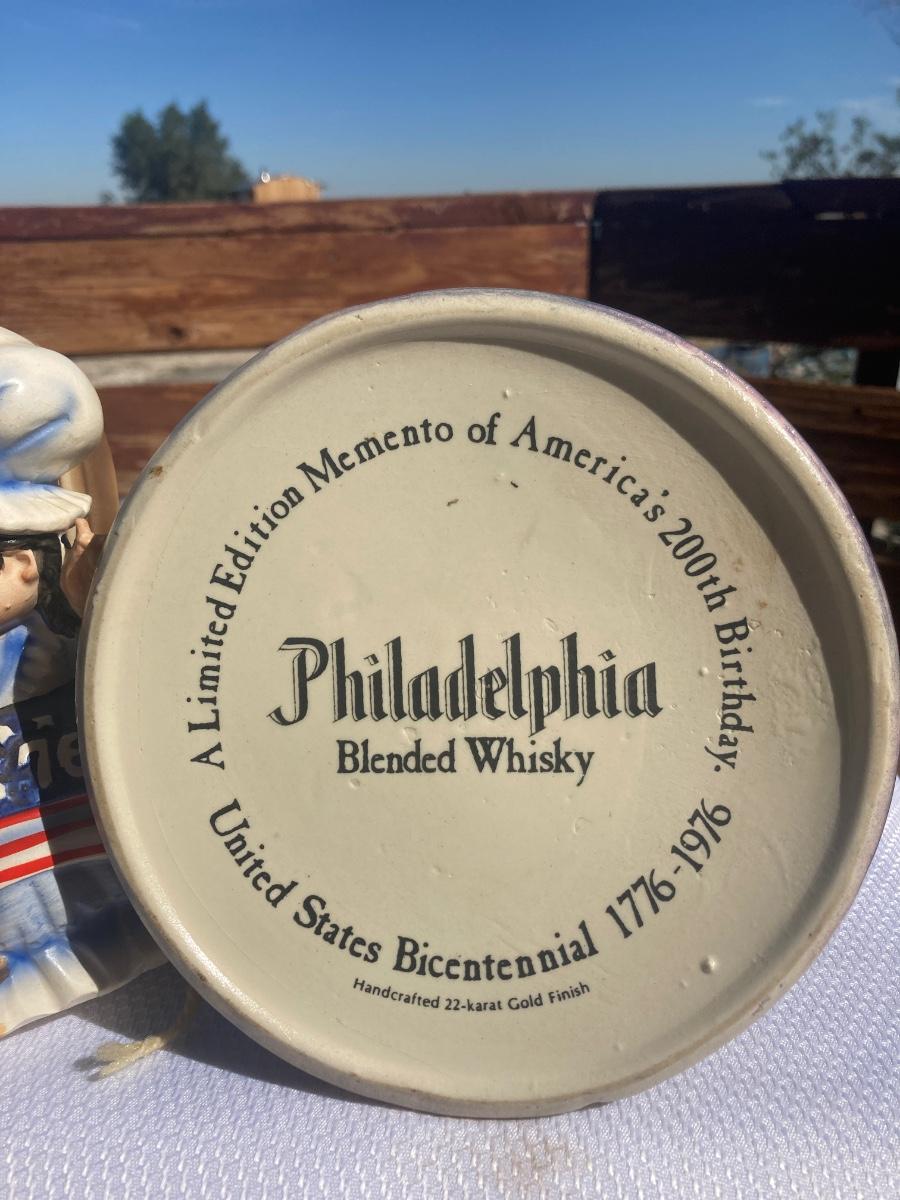 A Limited Edition Memento of America's 200th Birthday.
Philadelphia
Blended Whisky
United States Bicentennial 1776-1976
Handcrafted 22-karat Gold Finish